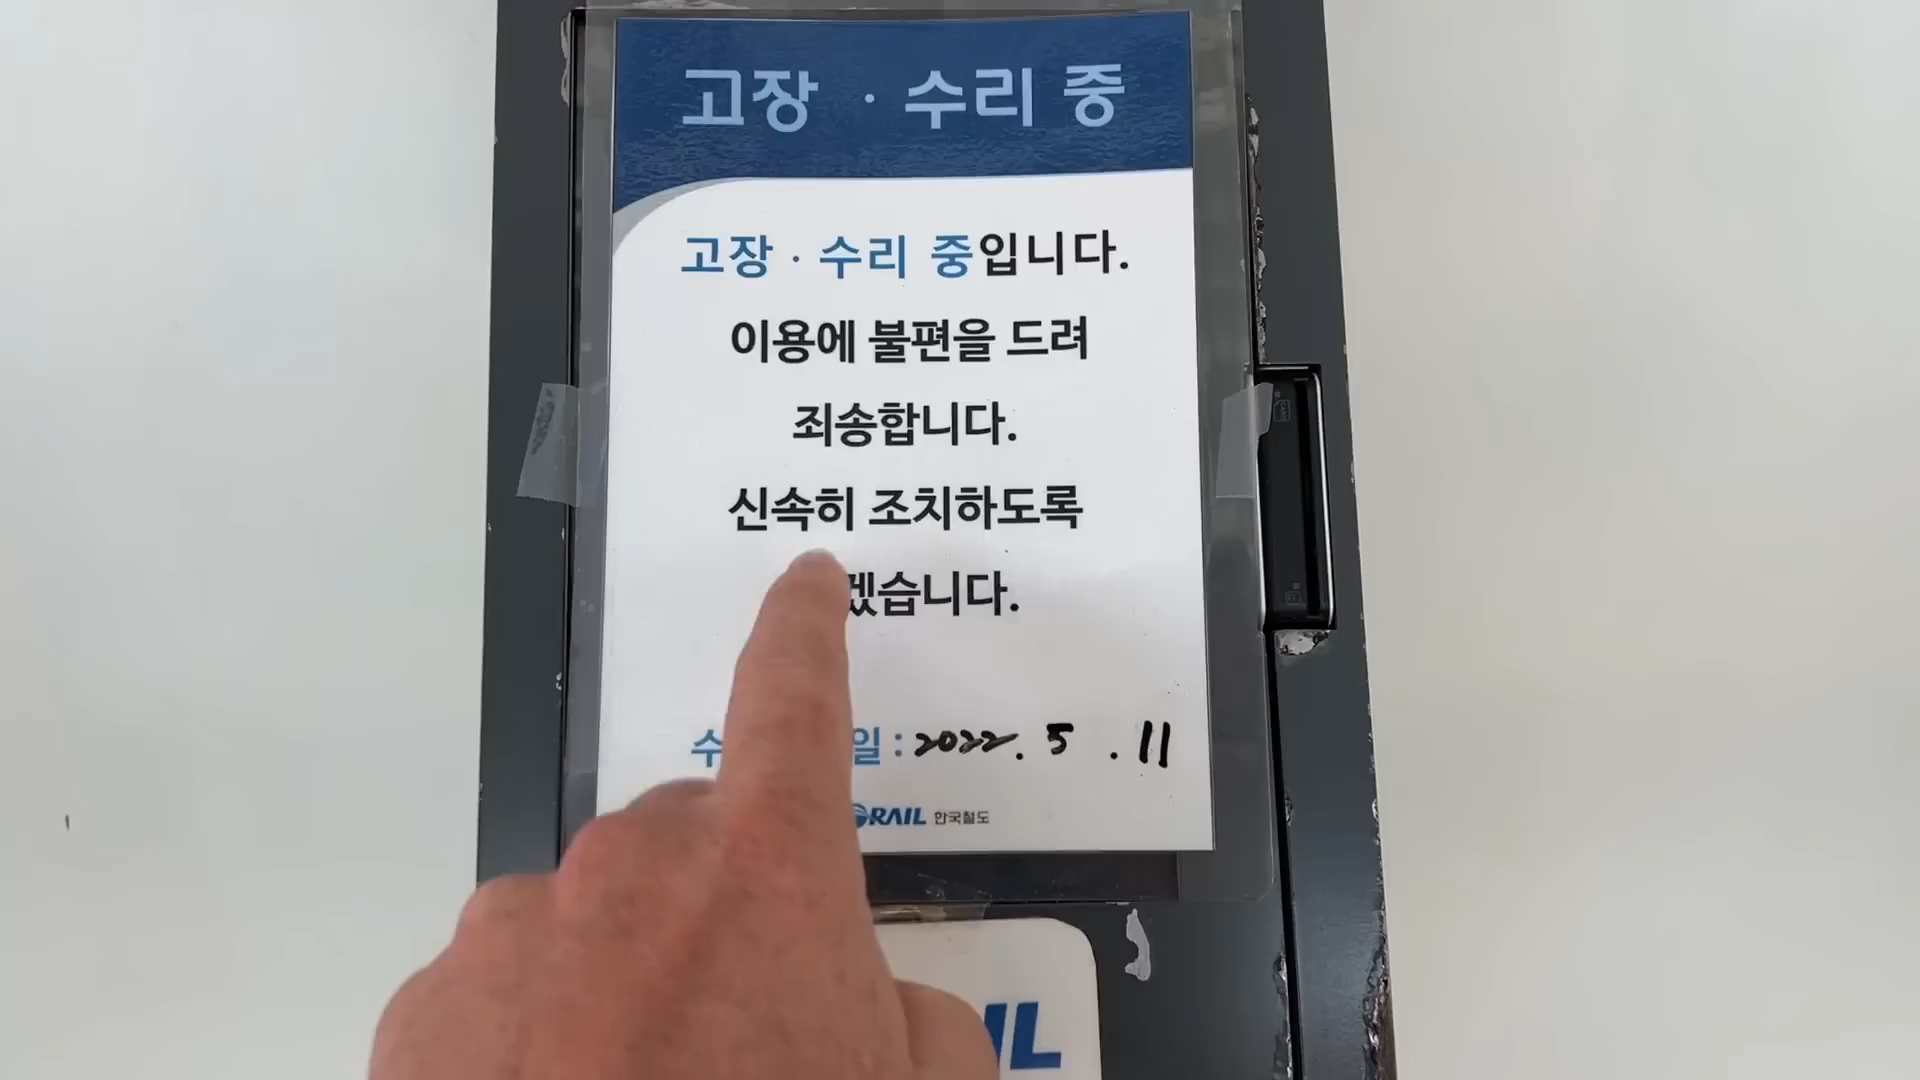 고장 · 수리 중
고장 · 수리 중입니다.
이용에 불편을 드려
죄송합니다.
신속히 조치하도록
겠습니다.
수 일 : 2022. 5 . 11
RAIL 한국철도
IL